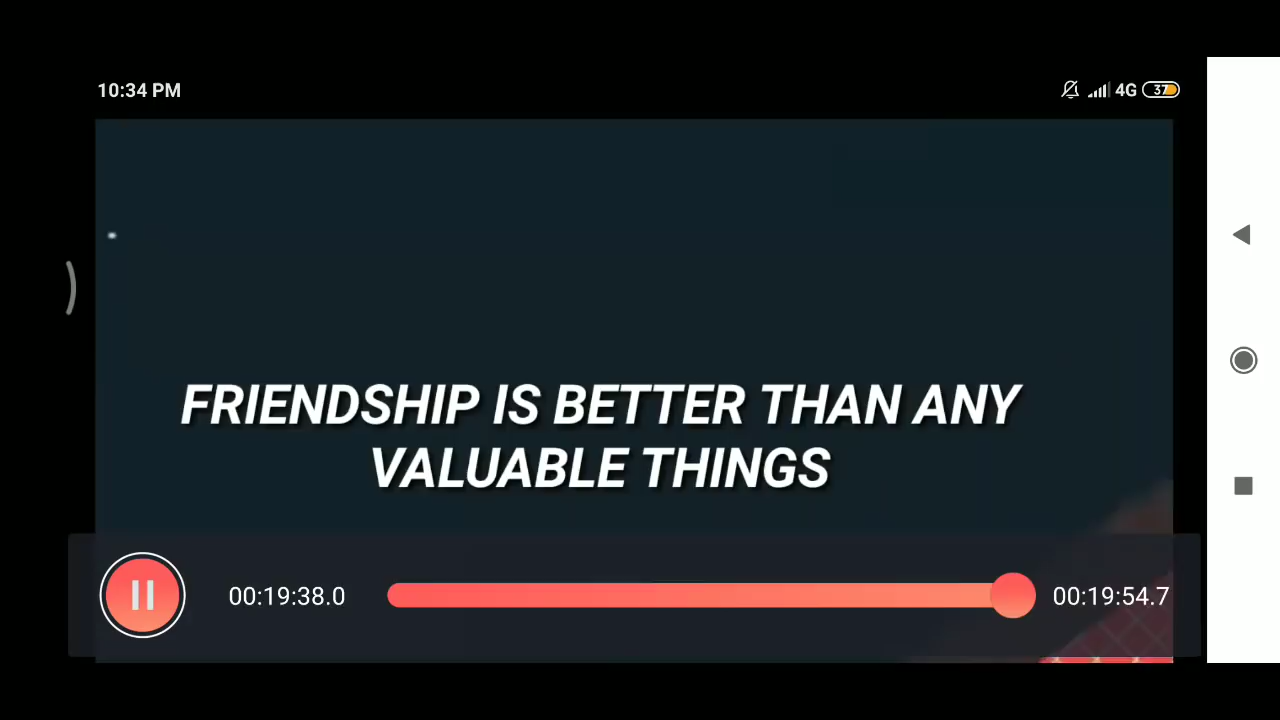 10:34 PM
4G 37
FRIENDSHIP IS BETTER THAN ANY
VALUABLE THINGS
00:19:38.0
00:19:54.7